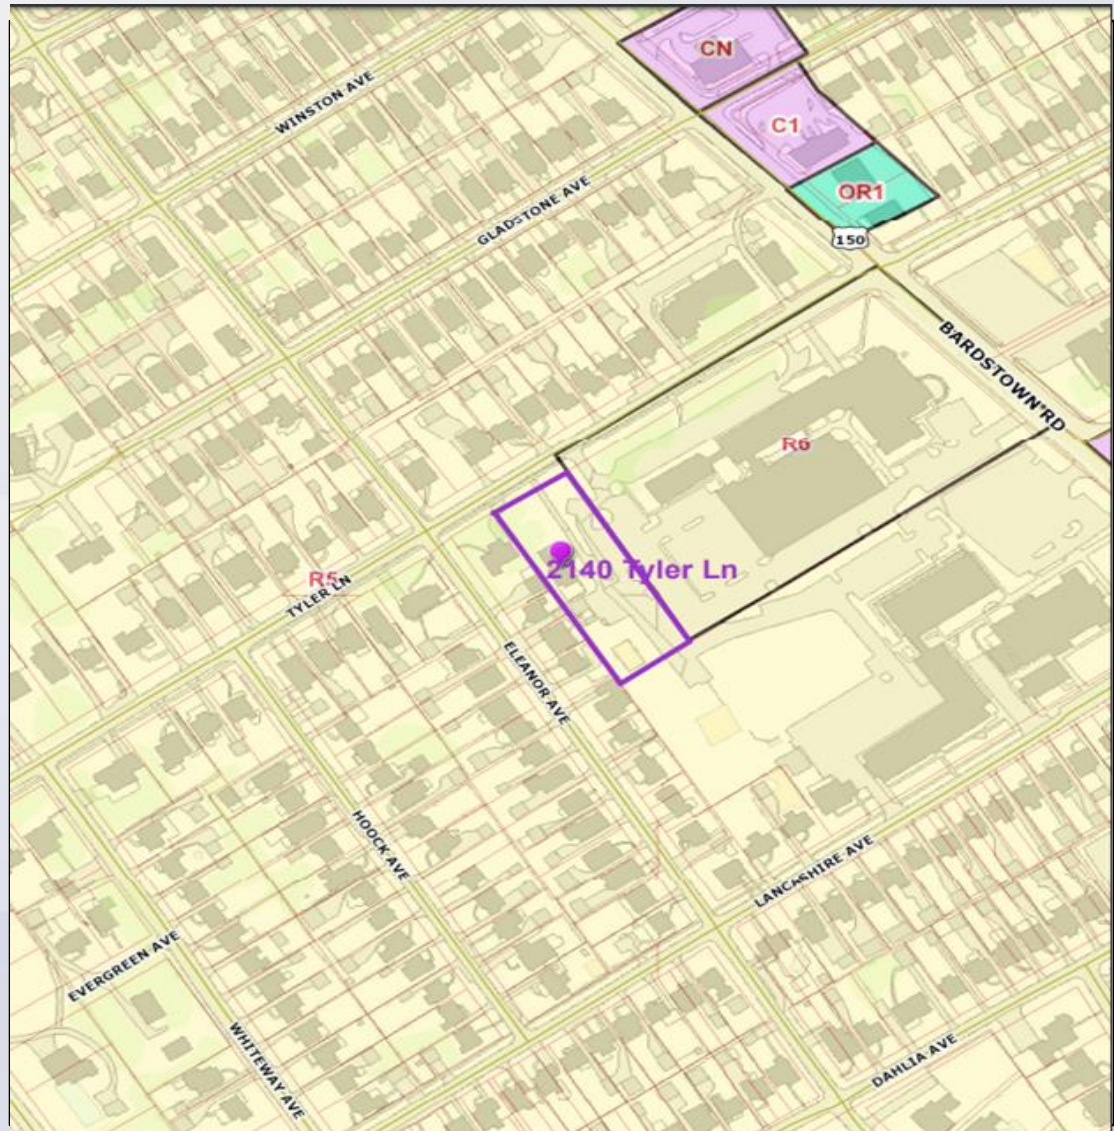 CN
WINSTON AVE
C1
OR1
GLADSTONE AVE
150
BARDSTOWN RD
R6
2140 Tyler Ln
R5
TYLER LN
ELEANOR AVE
HOOCK AVE
LANCASHIRE AVE
EVERGREEN AVE
WHITEWAY AVE
DAHLIA AVE